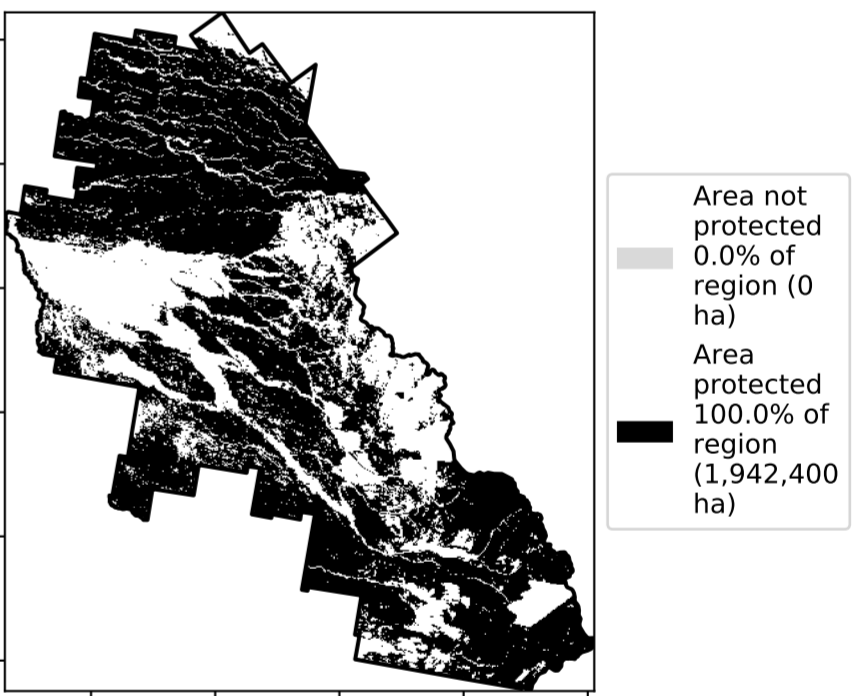 Area not
protected
0.0% of
region (0
ha)
Area
protected
100.0% of
region
(1,942,400
ha)